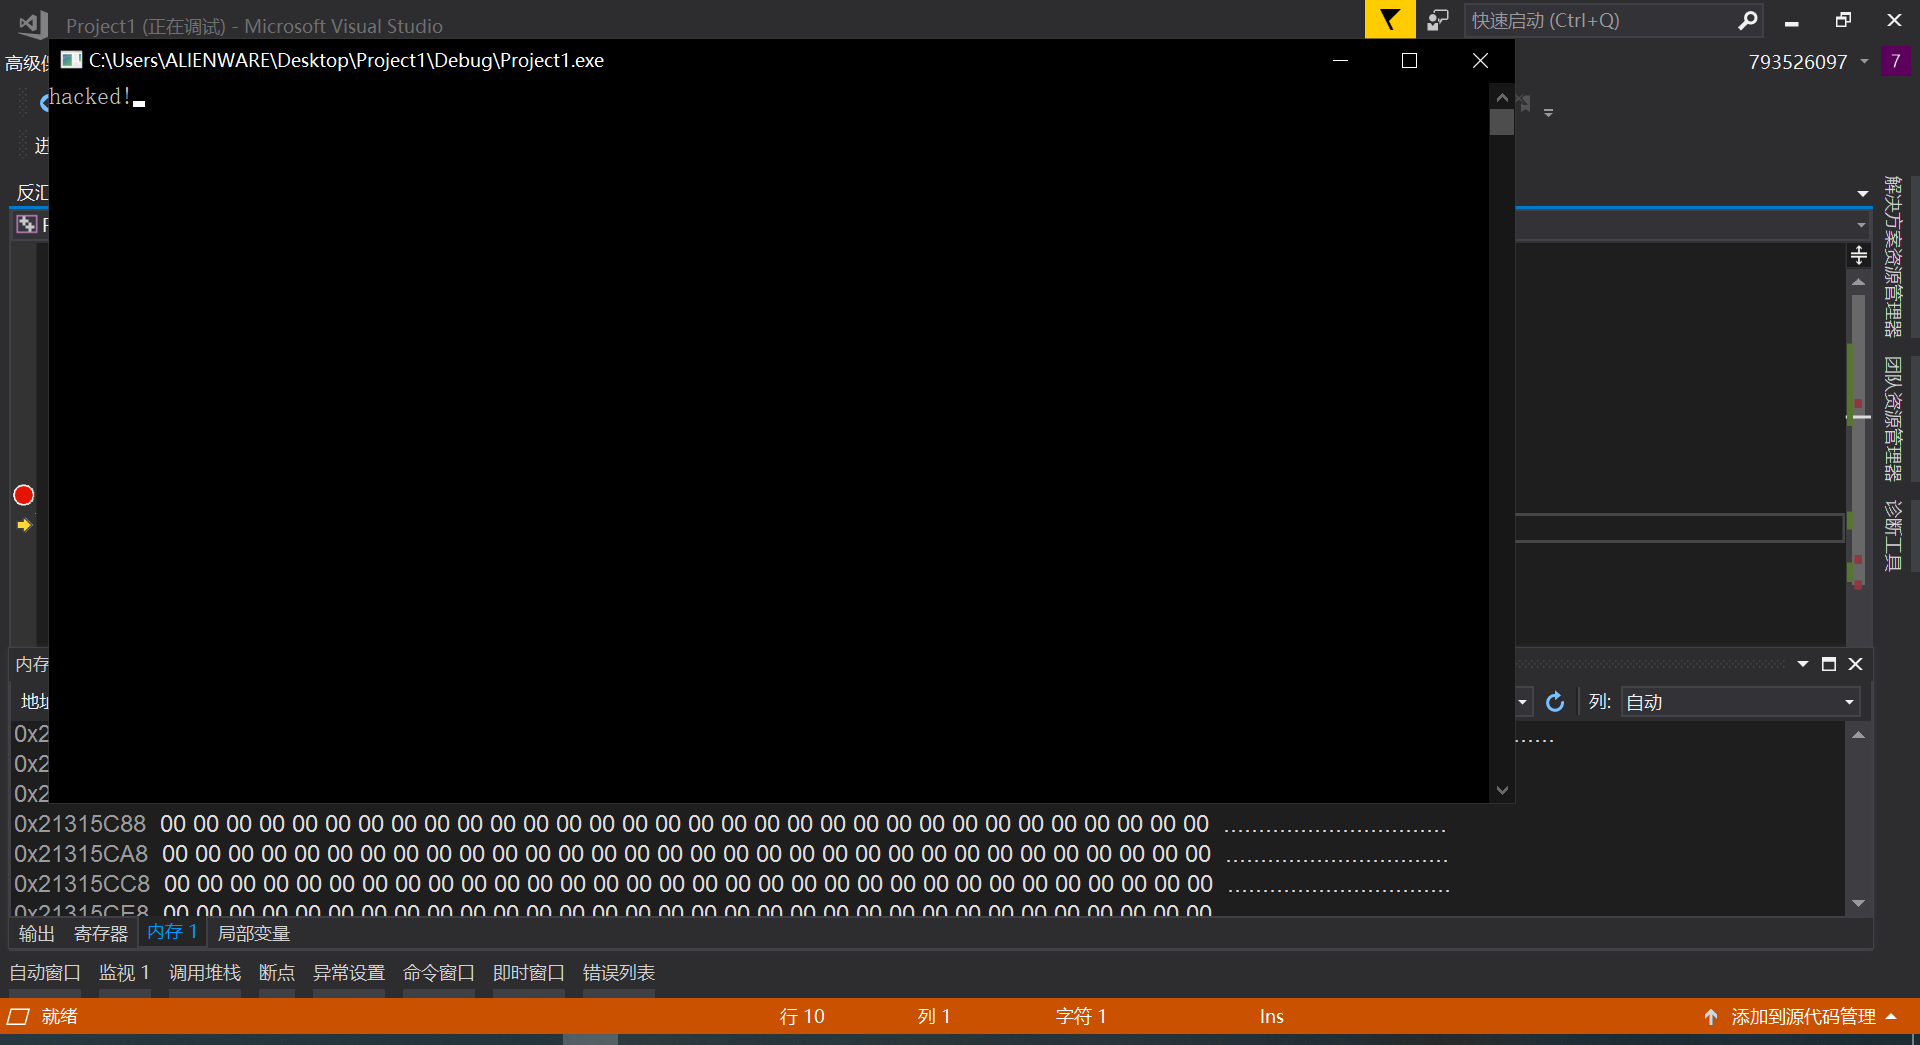 Project1 (正在调试) - Microsoft Visual Studio
快速启动 (Ctrl+Q)
C:\Users\ALIENWARE\Desktop\Project1\Debug\Project1.exe
高级
793526097
7
hacked!
进
反汇
解决方案资源管理器
团队资源管理器
诊断工具
内存
地址
列:
自动
0x2
..….
0x2
0x2
0x21315C88 00 00 00 00 00 00 00 00 00 00 00 00 00 00 00 00 00 00 00 00 00 00 00 00 00 00 00 00 00 00 00 00 ................................
0x21315CA8 00 00 00 00 00 00 00 00 00 00 00 00 00 00 00 00 00 00 00 00 00 00 00 00 00 00 00 00 00 00 00 00 ................................
0x21315CC8 00 00 00 00 00 00 00 00 00 00 00 00 00 00 00 00 00 00 00 00 00 00 00 00 00 00 00 00 00 00 00 00 ................................
0x21315CE8 00 00 00 00 00 00 00 00 00 00 00 00 00 00 00 00 00 00 00 00 00 00 00 00 00 00 00 00 00 00 00 00
输出 寄存器 内存 1 局部变量
自动窗口 监视 1 调用堆栈 断点 异常设置 命令窗口 即时窗口 错误列表
就绪 行 10 列 1 字符 1 Ins 添加到源代码管理